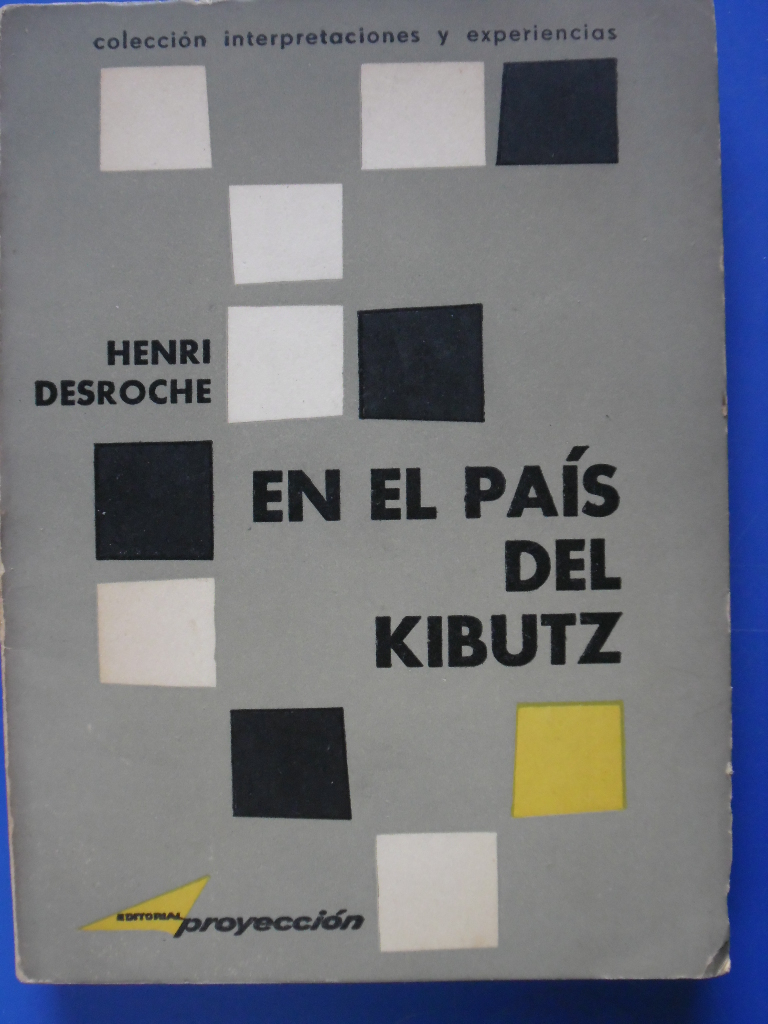 colección interpretaciones y experiencias
HENRI
DESROCHE
EN EL PAÍS
DEL
KIBUTZ
EDITORIAL
proyección